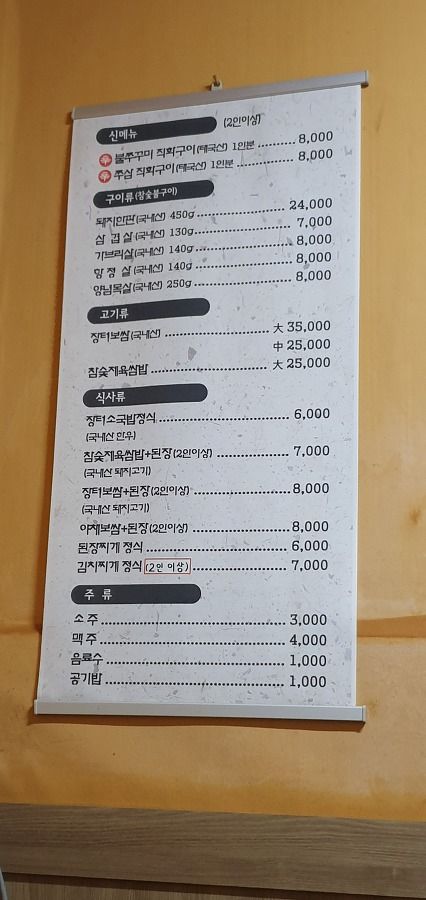 신메뉴 (2인이상)
불쭈꾸미 직화구이(태국산) 1인분 8,000
쭈삼 직화구이(태국산) 1인분 8,000
구이류(참숯불구이)
돼지한판(국내산) 450g 24,000
삼 겹 살(국내산) 130g 7,000
가브리살(국내산) 140g 8,000
항 정 살(국내산) 140g 8,000
양념목살(국내산) 250g 8,000
고기류
장터보쌈(국내산) 大 35,000
中 25,000
참숯제육쌈밥 大 25,000
식사류
장터소국밥정식 6,000
(국내산 한우)
참숯제육쌈밥+된장(2인이상) 7,000
(국내산 돼지고기)
장터보쌈+된장(2인이상) 8,000
(국내산 돼지고기)
야채보쌈+된장(2인이상) 8,000
된장찌개 정식 6,000
김치찌개 정식 (2인 이상) 7,000
주 류
소 주 3,000
맥 주 4,000
음료수 1,000
공기밥 1,000